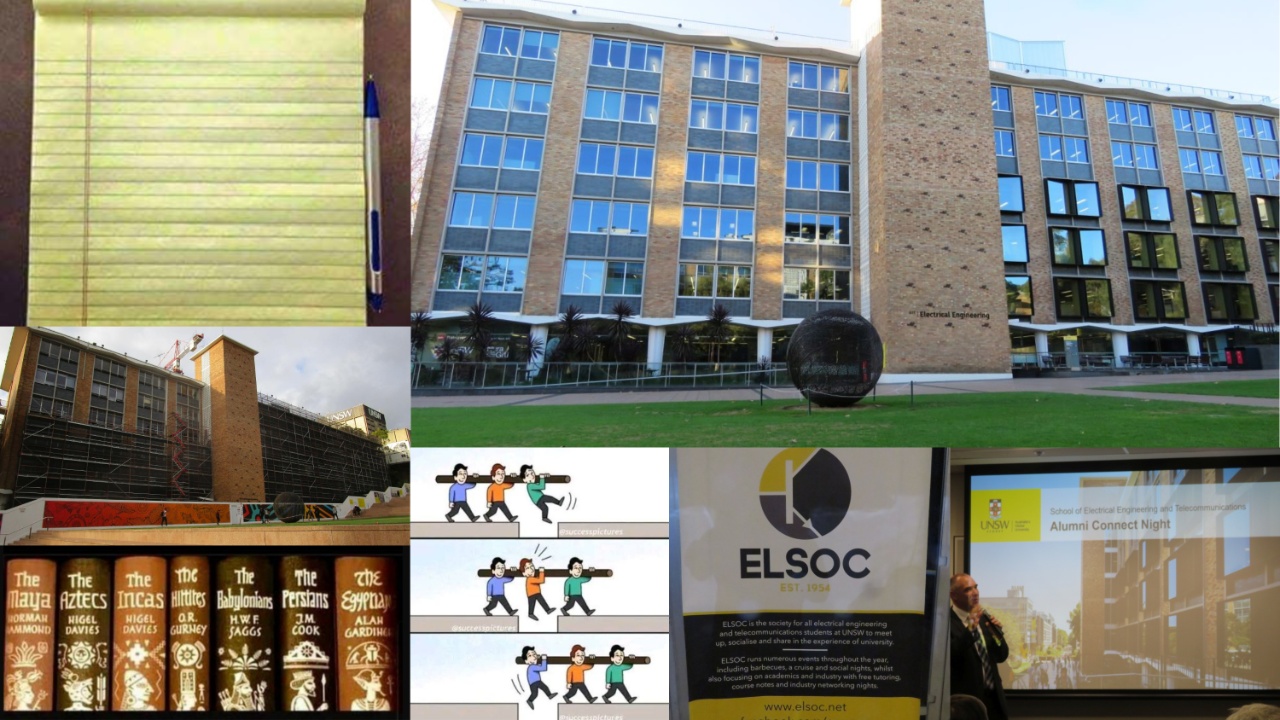 Electrical Engineering
UNSW
The
Maya
NORMAN
HAMMOND
The
Aztecs
NIGEL
DAVIES
The
Incas
NIGEL
DAVIES
The
Hittites
O.R.
GURNEY
The
Babylonians
H.W.F.
SAGGS
The
Persians
J.M.
COOK
The
Egyptians
ALAN
GARDINER
@successpictures
@successpictures
@successpictures
ELSOC
EST. 1954
ELSOC is the society for all electrical engineering
and telecommunications students at UNSW to meet
up, socialise and share in the experience of university.
ELSOC runs numerous events throughout the year,
including barbecues, a cruise and social nights, whilst
also focusing on academics and industry with free tutoring,
course notes and industry networking nights.
www.elsoc.net
UNSW
School of Electrical Engineering and Telecommunications
Alumni Connect Night